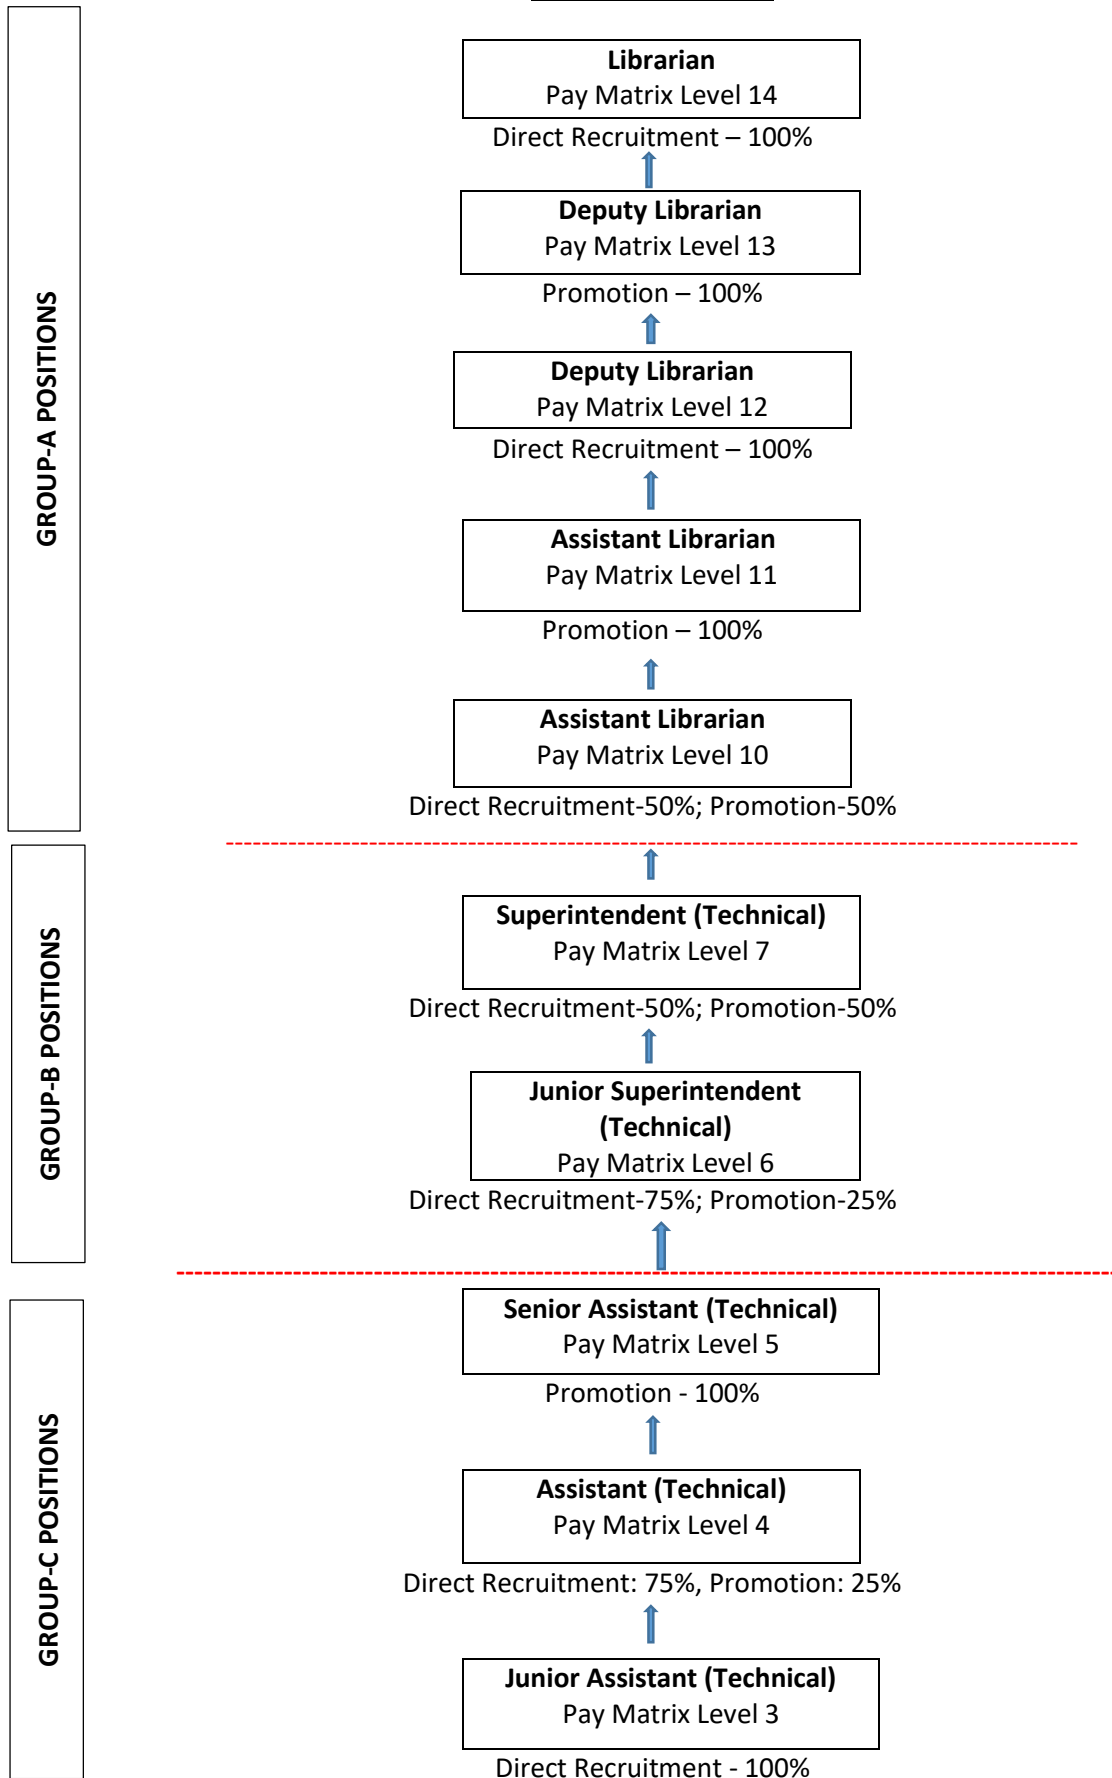 GROUP-A POSITIONS
Librarian
Pay Matrix Level 14
Direct Recruitment – 100%
Deputy Librarian
Pay Matrix Level 13
Promotion – 100%
Deputy Librarian
Pay Matrix Level 12
Direct Recruitment – 100%
Assistant Librarian
Pay Matrix Level 11
Promotion – 100%
Assistant Librarian
Pay Matrix Level 10
Direct Recruitment-50%; Promotion-50%
GROUP-B POSITIONS
Superintendent (Technical)
Pay Matrix Level 7
Direct Recruitment-50%; Promotion-50%
Junior Superintendent
(Technical)
Pay Matrix Level 6
Direct Recruitment-75%; Promotion-25%
GROUP-C POSITIONS
Senior Assistant (Technical)
Pay Matrix Level 5
Promotion - 100%
Assistant (Technical)
Pay Matrix Level 4
Direct Recruitment: 75%, Promotion: 25%
Junior Assistant (Technical)
Pay Matrix Level 3
Direct Recruitment - 100%